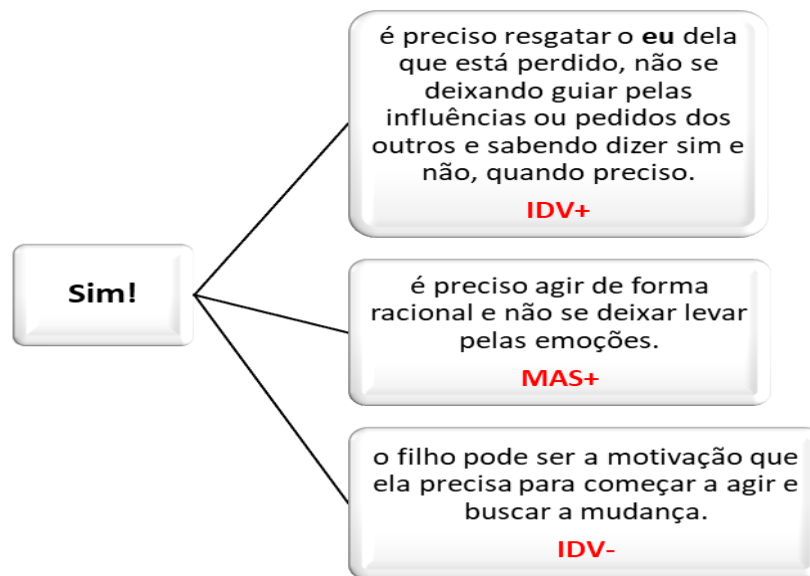 é preciso resgatar o eu dela
que está perdido, não se
deixando guiar pelas
influências ou pedidos dos
outros e sabendo dizer sim e
não, quando preciso.
IDV+
Sim!
é preciso agir de forma
racional e não se deixar levar
pelas emoções.
MAS+
o filho pode ser a motivação que
ela precisa para começar a agir e
buscar a mudança.
IDV-